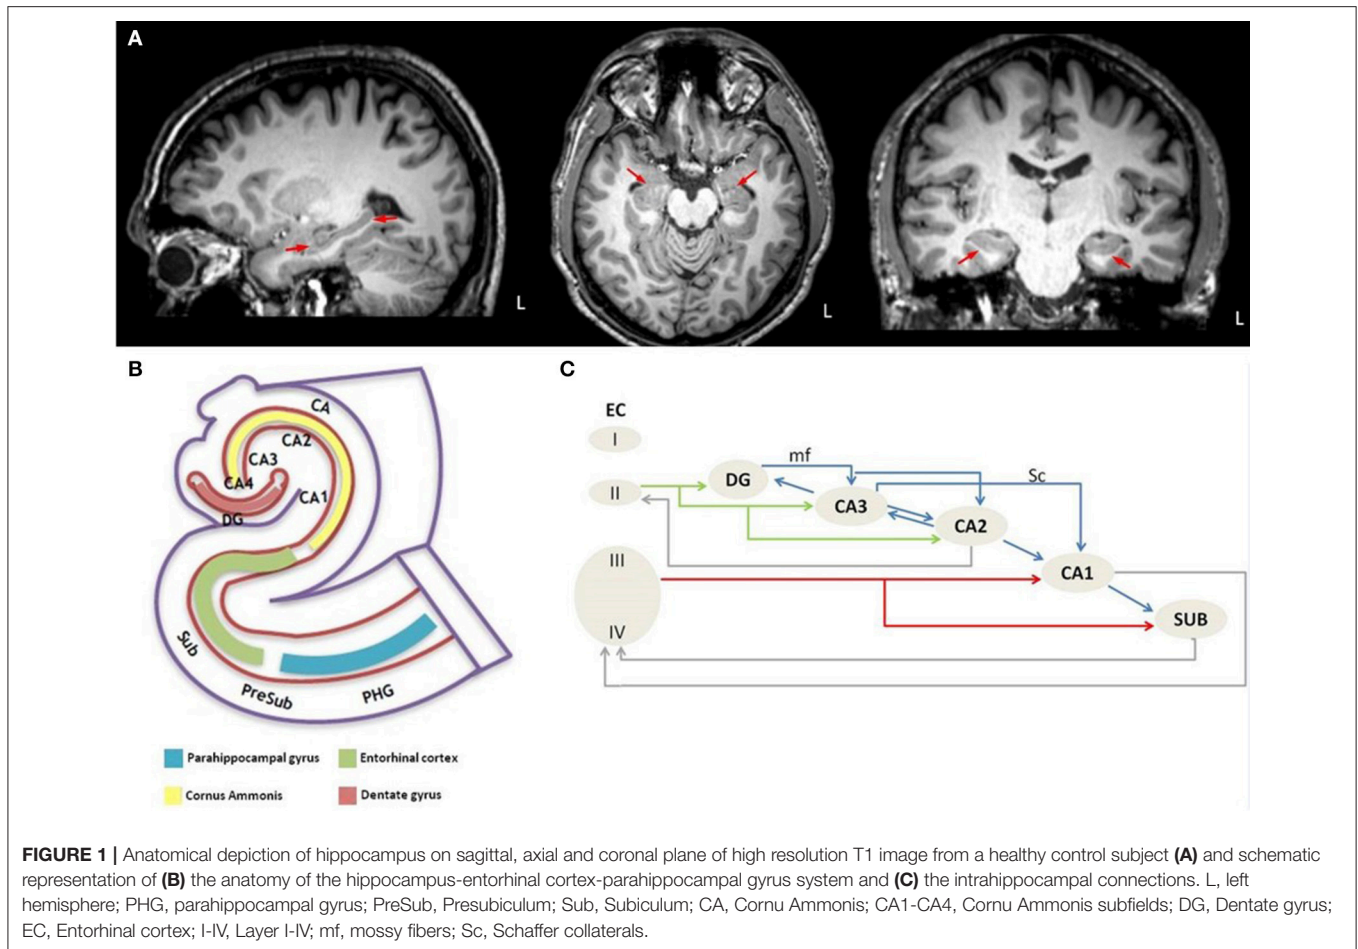 A
L
L
L
B
CA
CA2
CA3
CA4
CA1
DG
Sub
PreSub
PHG
Parahippocampal gyrus
Entorhinal cortex
Cornus Ammonis
Dentate gyrus
C
EC
I
mf
Sc
II
DG
CA3
CA2
III
CA1
IV
SUB
FIGURE 1 | Anatomical depiction of hippocampus on sagittal, axial and coronal plane of high resolution T1 image from a healthy control subject (A) and schematic
representation of (B) the anatomy of the hippocampus-entorhinal cortex-parahippocampal gyrus system and (C) the intrahippocampal connections. L, left
hemisphere; PHG, parahippocampal gyrus; PreSub, Presubiculum; Sub, Subiculum; CA, Cornu Ammonis; CA1-CA4, Cornu Ammonis subfields; DG, Dentate gyrus;
EC, Entorhinal cortex; I-IV, Layer I-IV; mf, mossy fibers; Sc, Schaffer collaterals.